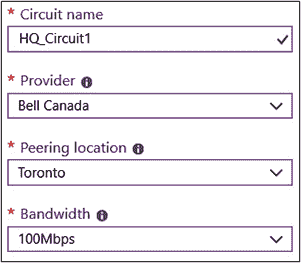 * Circuit name
HQ_Circuit1
* Provider
Bell Canada
* Peering location
Toronto
* Bandwidth
100Mbps